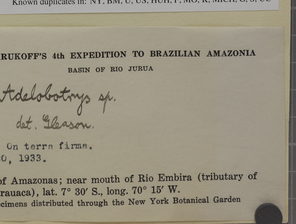 Known duplicates in: NY, BM, U, US, HUH, F, MO, K, MICH, G, S, UC
RUKOFF'S 4th EXPEDITION TO BRAZILIAN AMAZONIA
BASIN OF RIO JURUA
Adelobotrys sp.
det. Gleason.
On terra firme.
0, 1933.
of Amazonas; near mouth of Rio Embira (tributary of
rauaca), lat. 7° 30' S., long. 70° 15' W.
ecimens distributed through the New York Botanical Garden